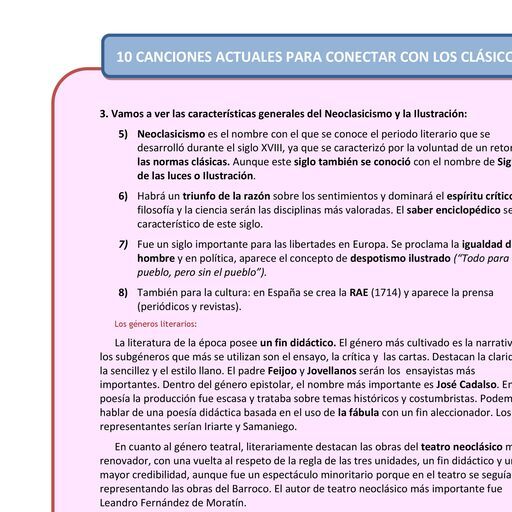 10 CANCIONES ACTUALES PARA CONECTAR CON LOS CLÁSICO
3. Vamos a ver las características generales del Neoclasicismo y la Ilustración:
5) Neoclasicismo es el nombre con el que se conoce el periodo literario que se
desarrolló durante el siglo XVIII, ya que se caracterizó por la voluntad de un retor
las normas clásicas. Aunque este siglo también se conoció con el nombre de Sig
de las luces o Ilustración.
6) Habrá un triunfo de la razón sobre los sentimientos y dominará el espíritu crític
filosofía y la ciencia serán las disciplinas más valoradas. El saber enciclopédico se
característico de este siglo.
7) Fue un siglo importante para las libertades en Europa. Se proclama la igualdad d
hombre y en política, aparece el concepto de despotismo ilustrado (“Todo para
pueblo, pero sin el pueblo”).
8) También para la cultura: en España se crea la RAE (1714) y aparece la prensa
(periódicos y revistas).
Los géneros literarios:
La literatura de la época posee un fin didáctico. El género más cultivado es la narrativ
los subgéneros que más se utilizan son el ensayo, la crítica y las cartas. Destacan la clarid
la sencillez y el estilo llano. El padre Feijoo y Jovellanos serán los ensayistas más
importantes. Dentro del género epistolar, el nombre más importante es José Cadalso. En
poesía la producción fue escasa y trataba sobre temas históricos y costumbristas. Podem
hablar de una poesía didáctica basada en el uso de la fábula con un fin aleccionador. Los
representantes serían Iriarte y Samaniego.
En cuanto al género teatral, literariamente destacan las obras del teatro neoclásico m
renovador, con una vuelta al respeto de la regla de las tres unidades, un fin didáctico y un
mayor credibilidad, aunque fue un espectáculo minoritario porque en el teatro se seguía
representando las obras del Barroco. El autor de teatro neoclásico más importante fue
Leandro Fernández de Moratín.